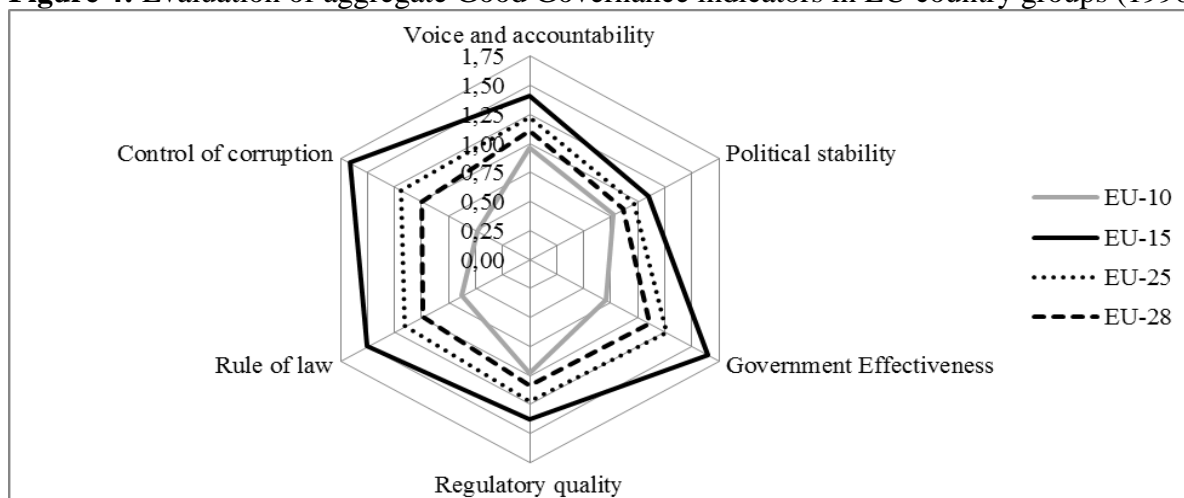 Figure 4. Evaluation of aggregate Good Governance indicators in EU country groups
Voice and accountability
1,75
1,50
1,25
1,00
0,75
0,50
0,25
0,00
Control of corruption
Political stability
Rule of law
Government Effectiveness
Regulatory quality
EU-10
EU-15
EU-25
EU-28